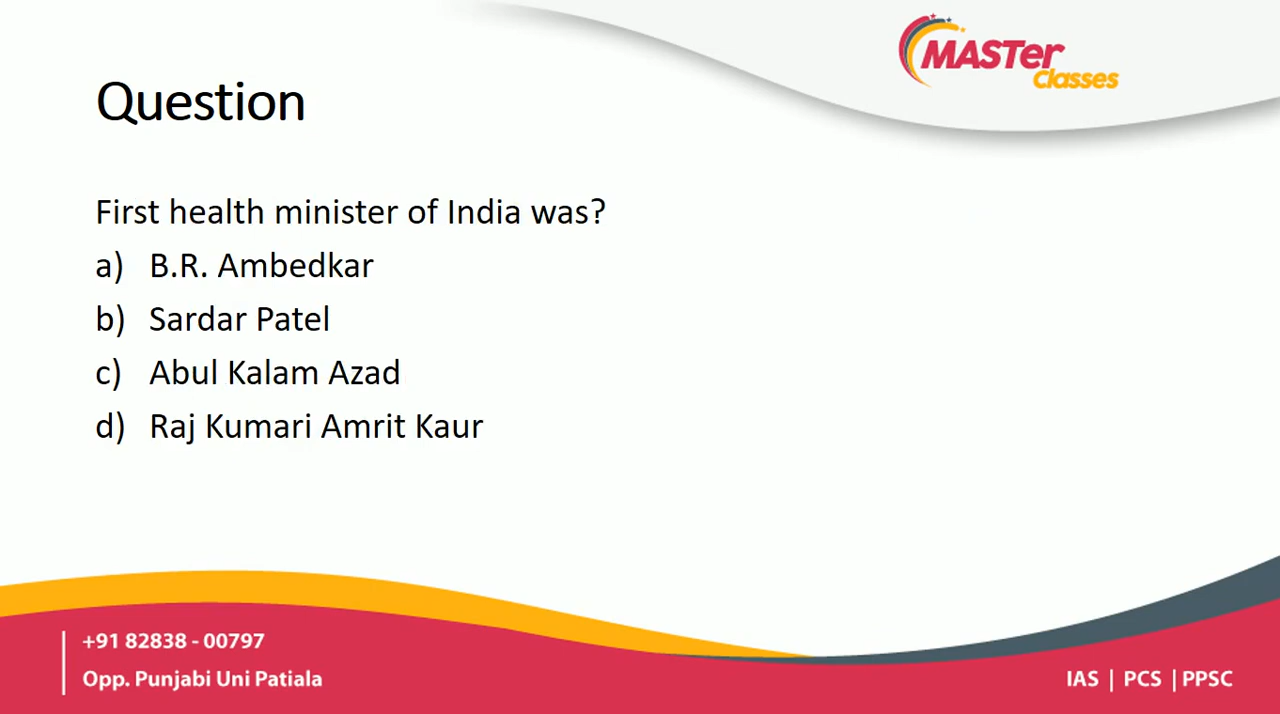 MASTer
Classes
Question
First health minister of India was?
a) B.R. Ambedkar
b) Sardar Patel
c) Abul Kalam Azad
d) Raj Kumari Amrit Kaur
+91 82838 - 00797
Opp. Punjabi Uni Patiala
IAS | PCS | PPSC